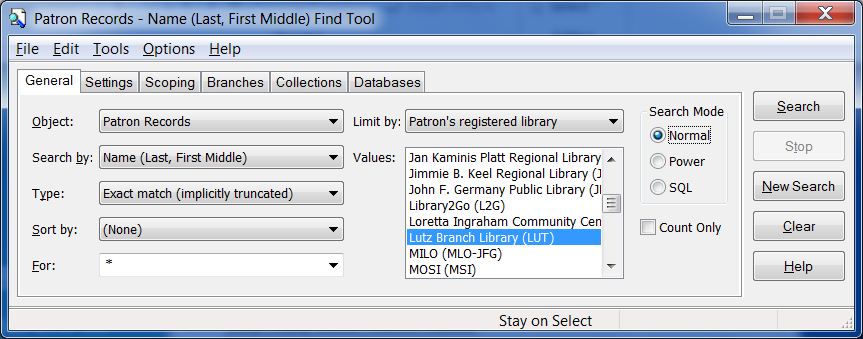 Patron Records - Name (Last, First Middle) Find Tool
File Edit Tools Options Help
General Settings Scoping Branches Collections Databases
Object: Patron Records
Search by: Name (Last, First Middle)
Type: Exact match (implicitly truncated)
Sort by: (None)
For: *
Limit by: Patron's registered library
Values:
Jan Kaminis Platt Regional Library
Jimmie B. Keel Regional Library (J
John F. Germany Public Library (JI
Library2Go (L2G)
Loretta Ingraham Community Cen
Lutz Branch Library (LUT)
MILO (MLO-JFG)
MOSI (MSI)
Search Mode
Normal
Power
SQL
Count Only
Search
Stop
New Search
Clear
Help
Stay on Select